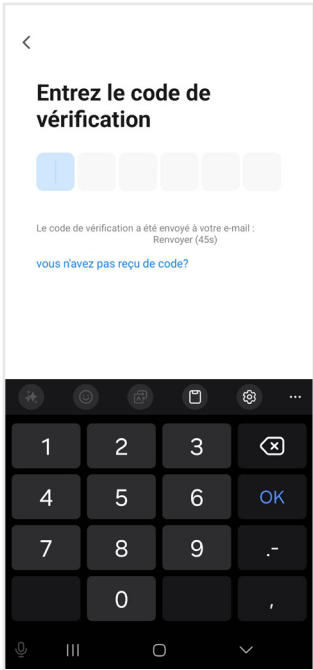 Entrez le code de
vérification
Le code de vérification a été envoyé à votre e-mail :
Renvoyer (45s)
vous n'avez pas reçu de code?
1 2 3
4 5 6 OK
7 8 9 .-
0 ,